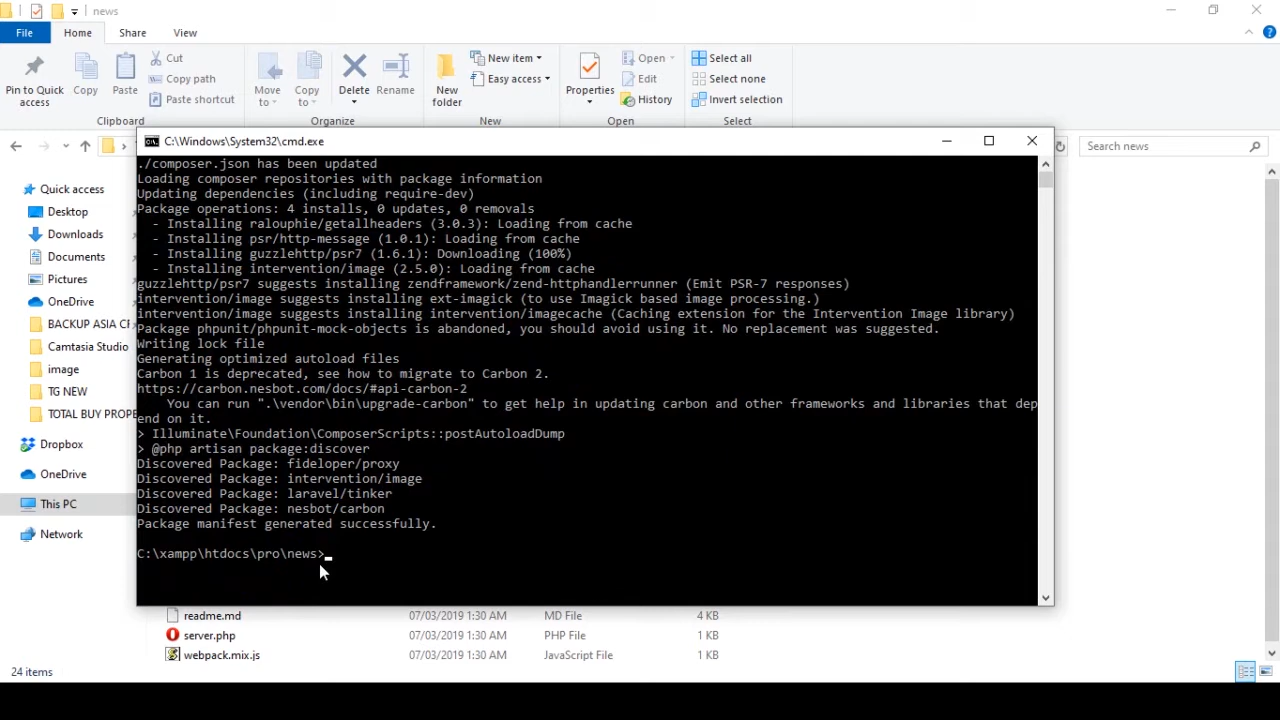 news
File
Home
Share
View
Pin to Quick
access
Copy
Paste
Cut
Copy path
Paste shortcut
Clipboard
Move
to
Copy
to
Delete
Rename
Organize
New
folder
New item
Easy access
New
Properties
Open
Edit
History
Open
Select all
Select none
Invert selection
Select
C:\Windows\System32\cmd.exe
Search news
Quick access
Desktop
Downloads
Documents
Pictures
OneDrive
BACKUP ASIA
Camtasia Studio
image
TG NEW
TOTAL BUY PROPE
Dropbox
OneDrive
This PC
Network
./composer.json has been updated
Loading composer repositories with package information
Updating dependencies (including require-dev)
Package operations: 4 installs, 0 updates, 0 removals
- Installing ralouphie/getallheaders (3.0.3): Loading from cache
- Installing psr/http-message (1.0.1): Loading from cache
- Installing guzzlehttp/psr7 (1.6.1): Downloading (100%)
- Installing intervention/image (2.5.0): Loading from cache
guzzlehttp/psr7 suggests installing zendframework/zend-httphandlerrunner (Emit PSR-7 responses)
intervention/image suggests installing ext-imagick (to use Imagick based image processing.)
intervention/image suggests installing intervention/imagecache (Caching extension for the Intervention Image library)
Package phpunit/phpunit-mock-objects is abandoned, you should avoid using it. No replacement was suggested.
Writing lock file
Generating optimized autoload files
Carbon 1 is deprecated, see how to migrate to Carbon 2.
https://carbon.nesbot.com/docs/#api-carbon-2
You can run ".\vendor\bin\upgrade-carbon" to get help in updating carbon and other frameworks and libraries that dep
end on it.
> Illuminate\Foundation\ComposerScripts::postAutoloadDump
> @php artisan package:discover
Discovered Package: fideloper/proxy
Discovered Package: intervention/image
Discovered Package: laravel/tinker
Discovered Package: nesbot/carbon
Package manifest generated successfully.
C:\xampp\htdocs\pro\news>
readme.md 07/03/2019 1:30 AM MD File 4 KB
server.php 07/03/2019 1:30 AM PHP File 1 KB
webpack.mix.js 07/03/2019 1:30 AM JavaScript File 1 KB
24 items